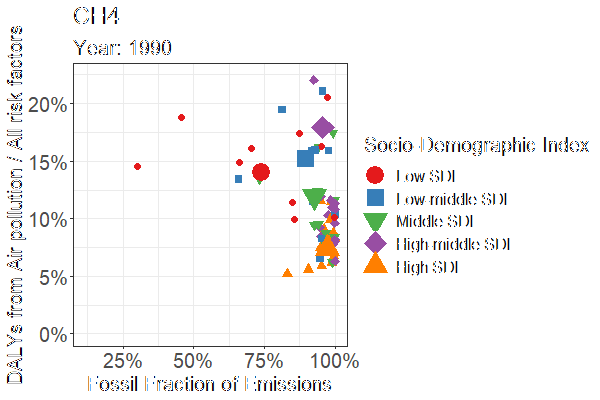 CH4
Year: 1990
DALYs from Air pollution / All risk factors
20%
15%
10%
5%
0%
25%
50%
75%
100%
Fossil Fraction of Emissions
Socio-Demographic Index
Low SDI
Low-middle SDI
Middle SDI
High-middle SDI
High SDI